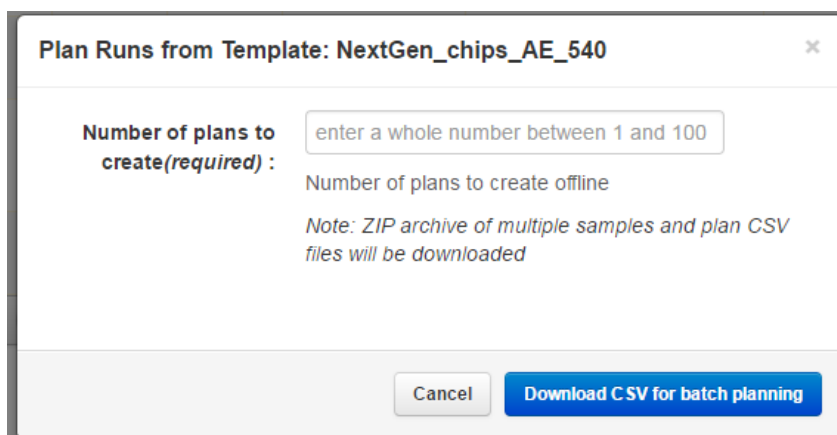 Plan Runs from Template: NextGen_chips_AE_540 ×
Number of plans to
create(required) :
enter a whole number between 1 and 100
Number of plans to create offline
Note: ZIP archive of multiple samples and plan CSV
files will be downloaded
Cancel
Download CSV for batch planning